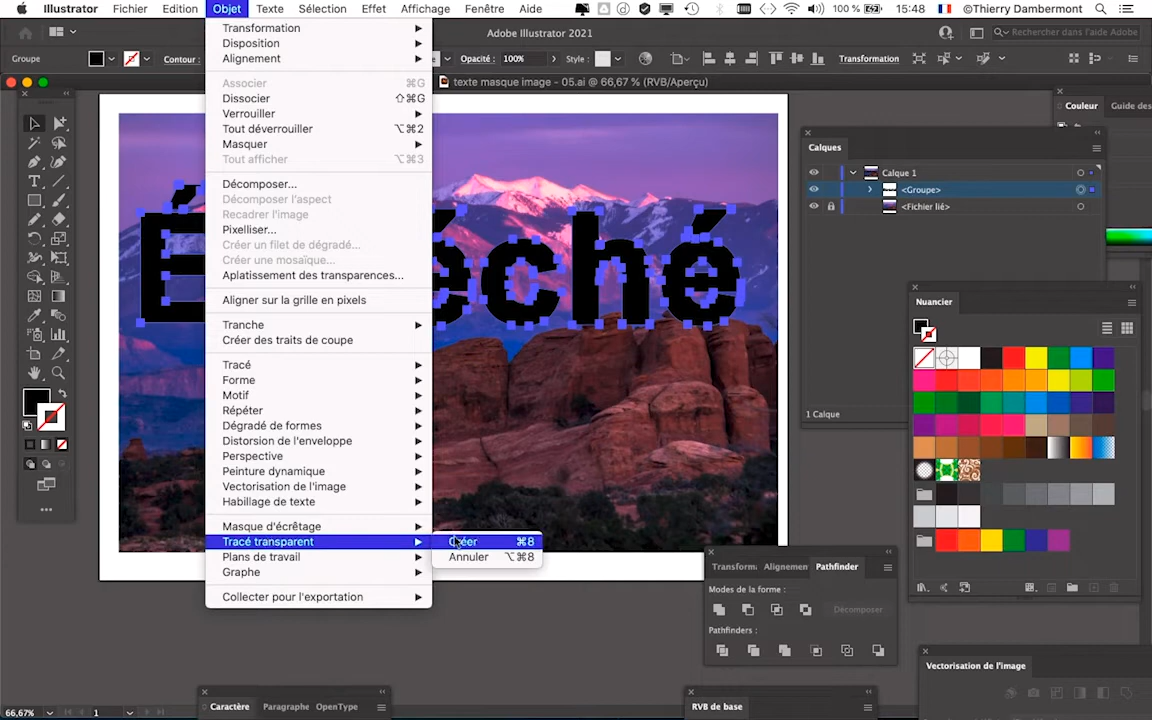 Illustrator Fichier Edition Objet Texte Sélection Effet Affichage Fenêtre Aide 100 % 15:48 ©Thierry Dambermont
Adobe Illustrator 2021
Rechercher dans l'aide Adobe
Groupe Contour : Opacité : 100% Style : Transformation
texte masque image - 05.ai @ 66,67 % (RVB/Aperçu)
Transformation
Disposition
Alignement
Associer ⌘G
Dissocier ⇧⌘G
Verrouiller
Tout déverrouiller ⌥⌘2
Masquer
Tout afficher ⌥⌘3
Décomposer...
Décomposer l'aspect
Recadrer l'image
Pixelliser...
Créer un filet de dégradé...
Créer une mosaïque...
Aplatissement des transparences...
Aligner sur la grille en pixels
Tranche
Créer des traits de coupe
Tracé
Forme
Motif
Répéter
Dégradé de formes
Distorsion de l'enveloppe
Perspective
Peinture dynamique
Vectorisation de l'image
Habillage de texte
Masque d'écrêtage
Tracé transparent
Plans de travail
Graphe
Collecter pour l'exportation
Créer ⌘8
Annuler ⌥⌘8
É
éché
Couleur Guide des
Calques
Calque 1
<Groupe>
<Fichier lié>
1 Calque
Nuancier
Transform Alignemen Pathfinder
Modes de la forme :
Décomposer
Pathfinders :
Vectorisation de l'image
Caractère Paragraphe OpenType
RVB de base
66,67% 1